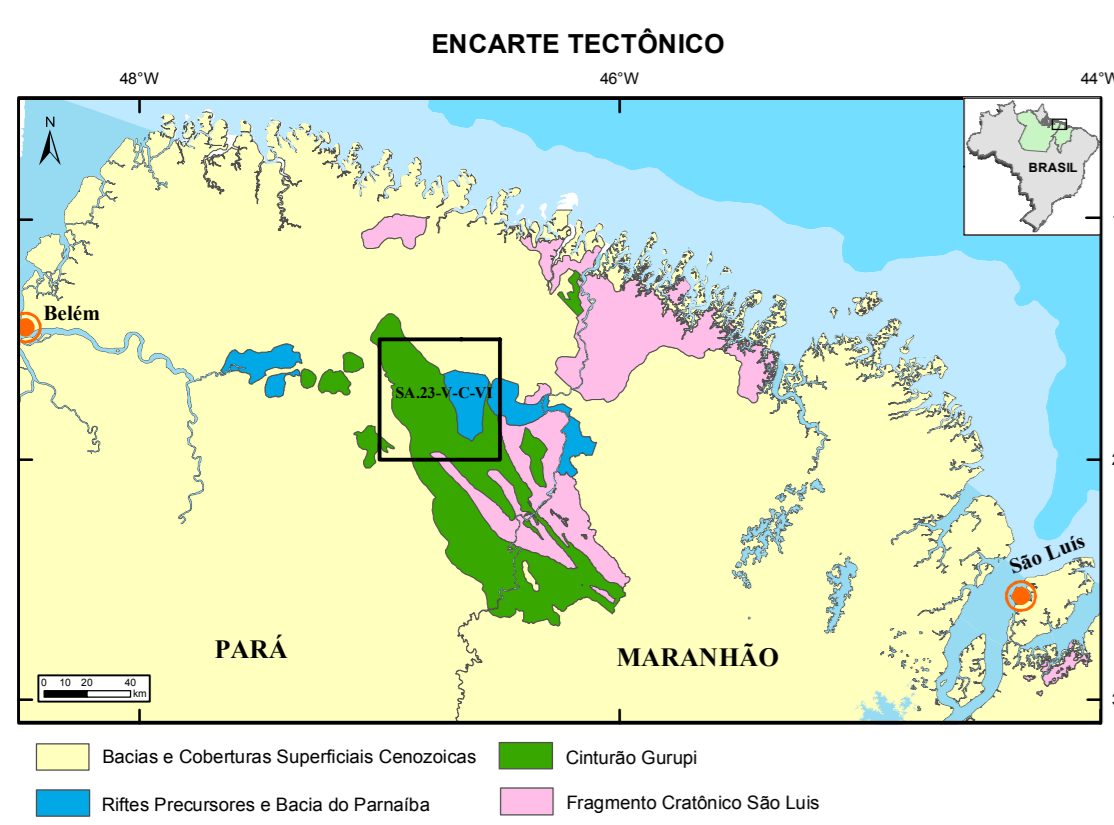 ENCARTE TECTÔNICO
48°W
46°W
44°W
N
BRASIL
Belém
SA.23-V-C-VI
São Luís
PARÁ
MARANHÃO
0 10 20 40
km
Bacias e Coberturas Superficiais Cenozoicas
Cinturão Gurupi
Riftes Precursores e Bacia do Parnaíba
Fragmento Cratônico São Luis